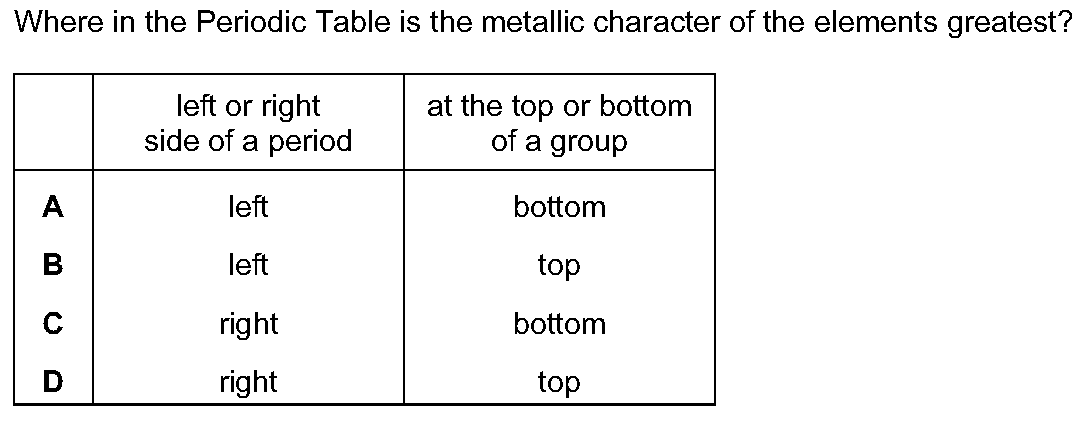 Where in the Periodic Table is the metallic character of the elements greatest?
left or right at the top or bottom
side of a period of a group
A left bottom
B left top
C right bottom
D right top